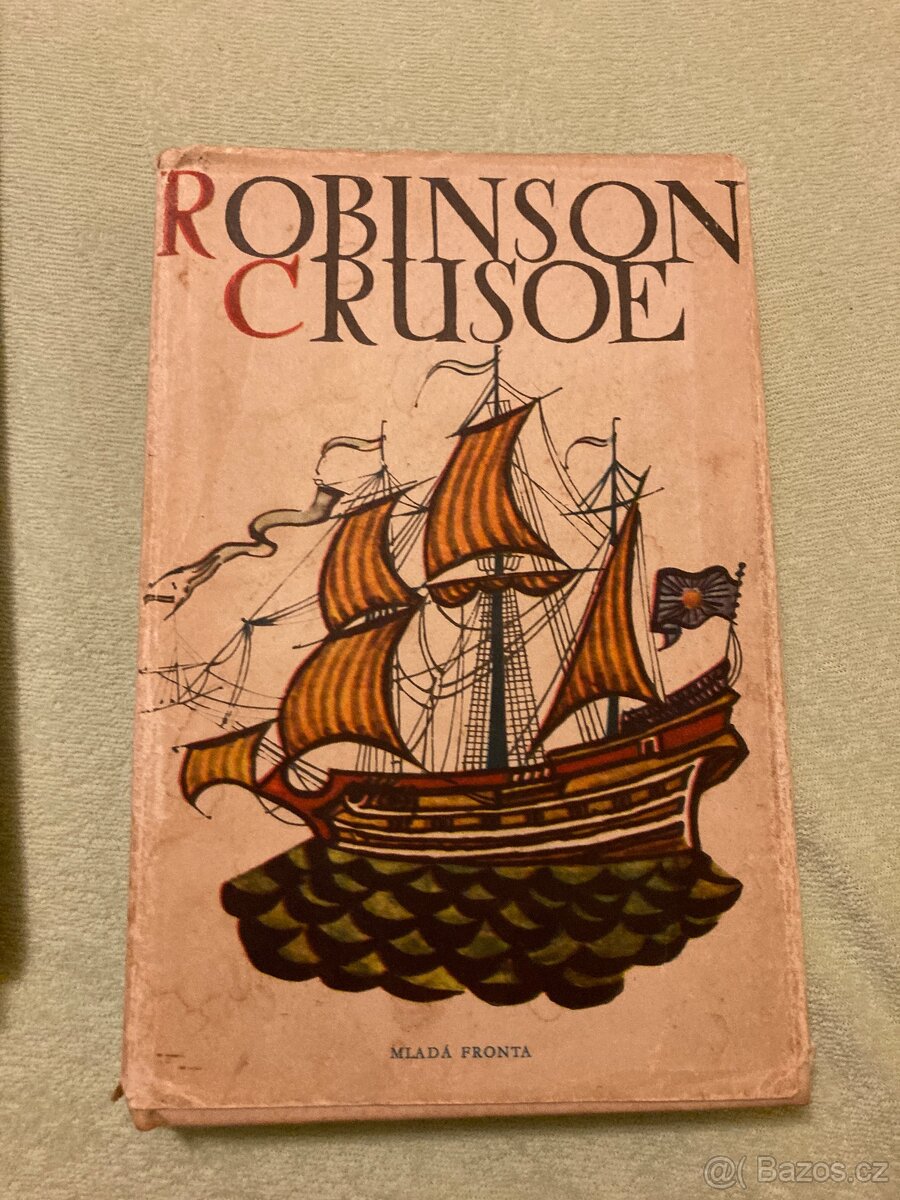 ROBINSON
CRUSOE
MLADÁ FRONTA
@( Bazos.cz